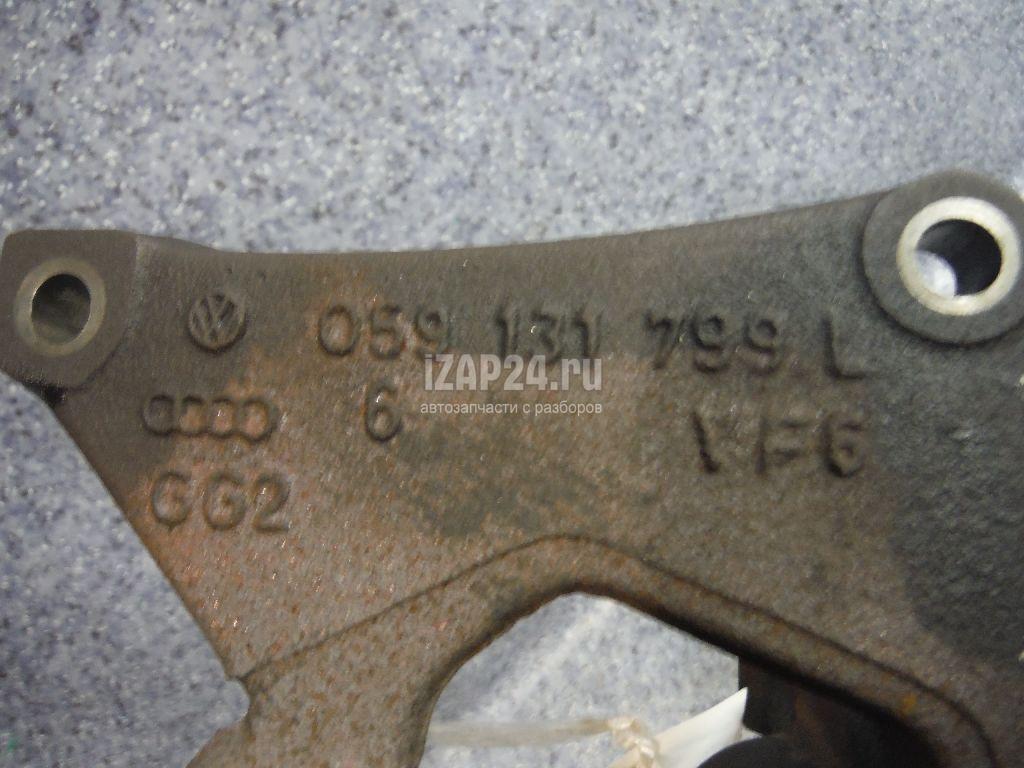 059 131 799 L
iZAP24.ru
автозапчасти с разборов
6
VF6
GG2